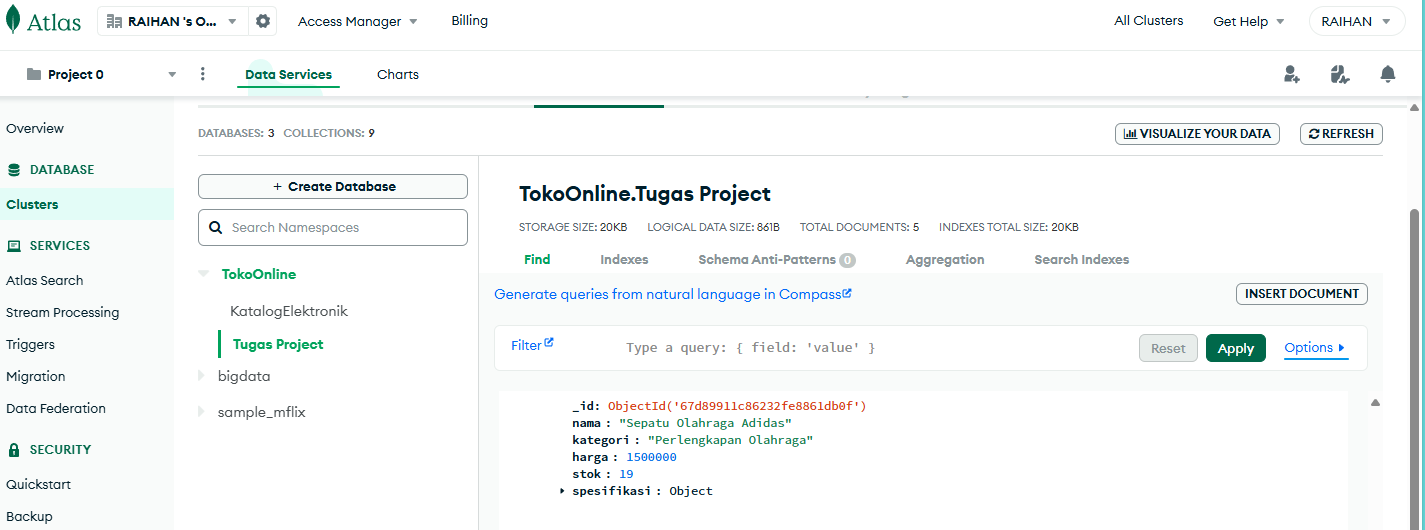 Atlas
RAIHAN 's O...
Access Manager
Billing
All Clusters
Get Help
RAIHAN
Project 0
Data Services
Charts
Overview
DATABASE
Clusters
SERVICES
Atlas Search
Stream Processing
Triggers
Migration
Data Federation
SECURITY
Quickstart
Backup
DATABASES: 3 COLLECTIONS: 9
VISUALIZE YOUR DATA
REFRESH
+ Create Database
Search Namespaces
TokoOnline
KatalogElektronik
Tugas Project
bigdata
sample_mflix
TokoOnline.Tugas Project
STORAGE SIZE: 20KB LOGICAL DATA SIZE: 861B TOTAL DOCUMENTS: 5 INDEXES TOTAL SIZE: 20KB
Find
Indexes
Schema Anti-Patterns 0
Aggregation
Search Indexes
Generate queries from natural language in Compass
INSERT DOCUMENT
Filter
Type a query: { field: 'value' }
Reset
Apply
Options
_id: ObjectId('67d89911c86232fe8861db0f')
nama : "Sepatu Olahraga Adidas"
kategori : "Perlengkapan Olahraga"
harga : 1500000
stok : 19
spesifikasi : Object